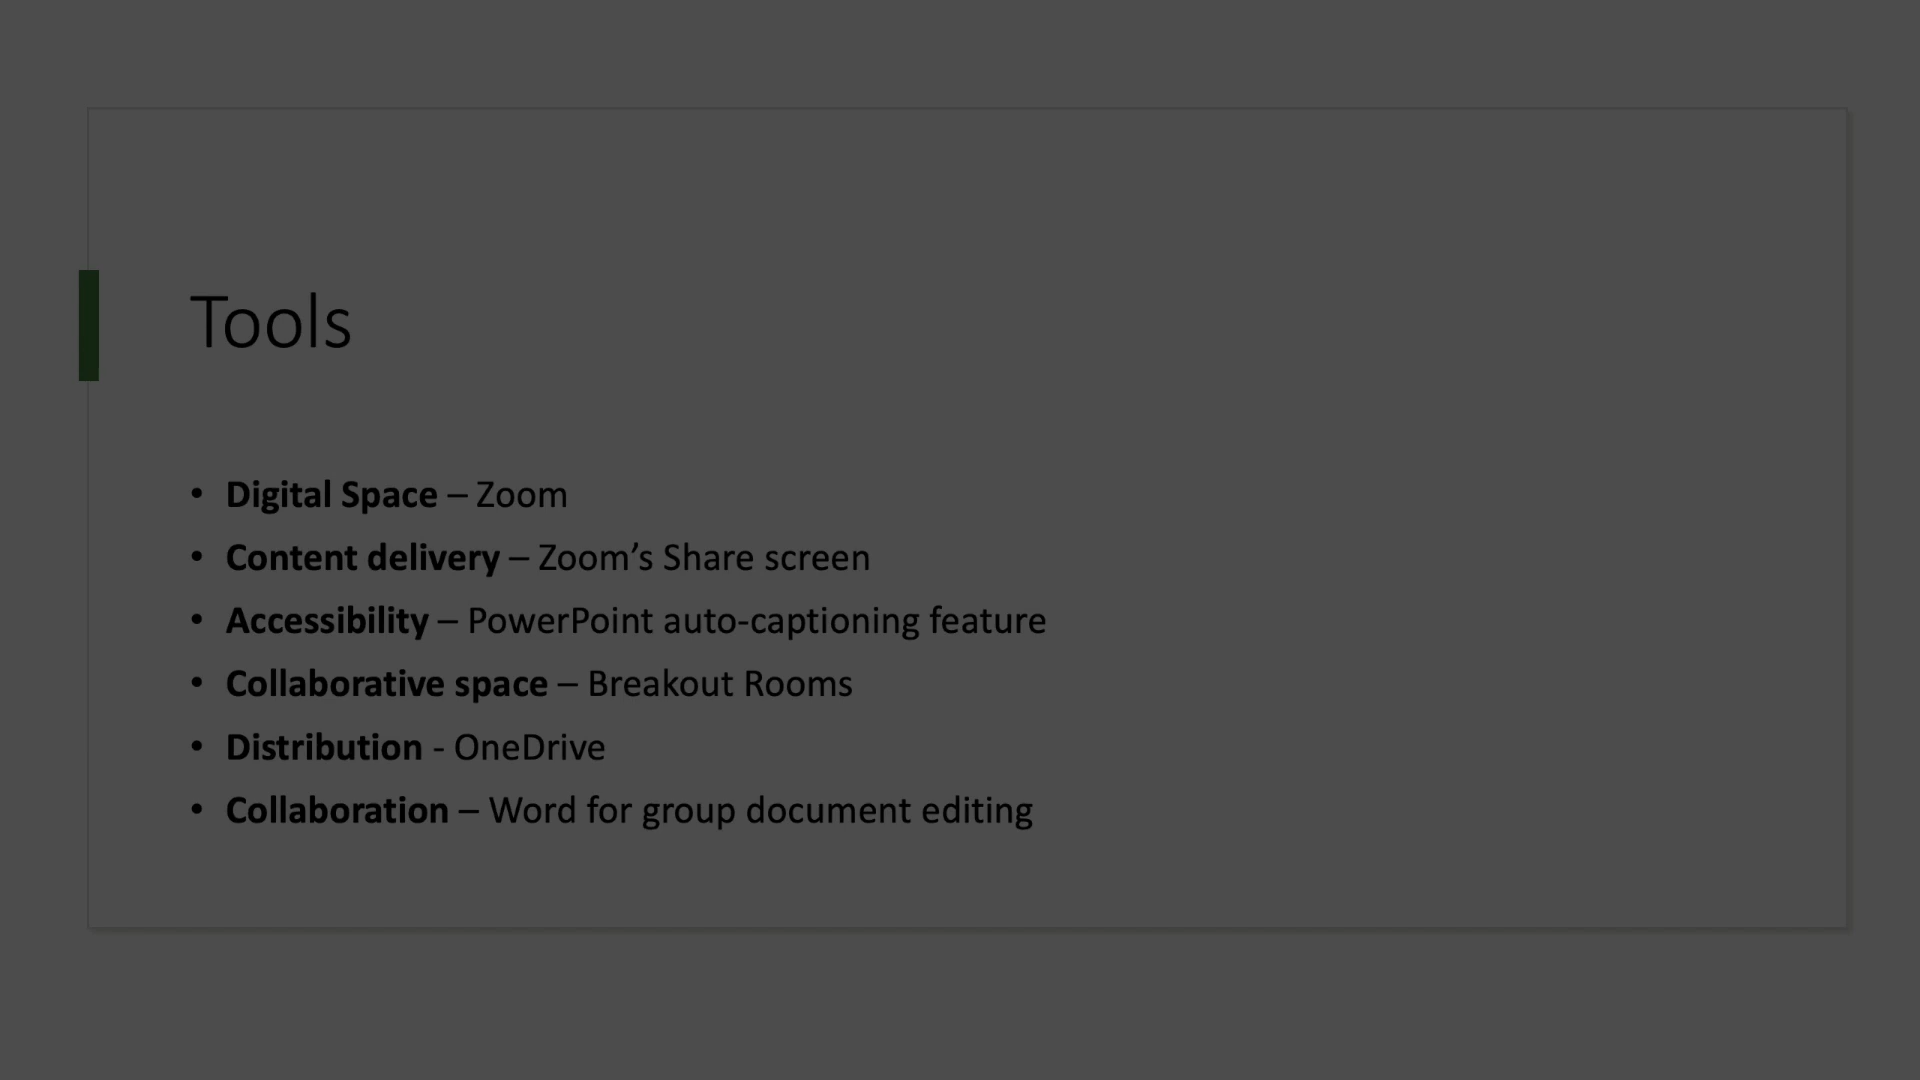 Tools
• Digital Space – Zoom
• Content delivery – Zoom’s Share screen
• Accessibility – PowerPoint auto-captioning feature
• Collaborative space – Breakout Rooms
• Distribution - OneDrive
• Collaboration – Word for group document editing